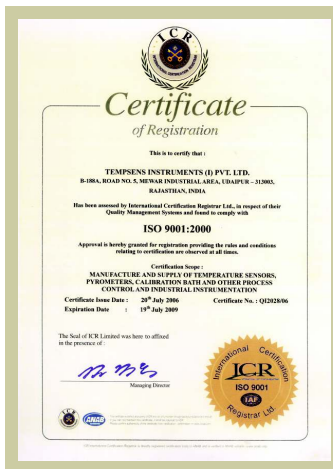 ICR
Certificate
of Registration
This is to certify that :
TEMPSENS INSTRUMENTS (I) PVT. LTD.
B-188A, ROAD NO. 5, MEWAR INDUSTRIAL AREA, UDAIPUR – 313003,
RAJASTHAN, INDIA
Has been assessed by International Certification Registrar Ltd., in respect of their
Quality Management Systems and found to comply with
ISO 9001:2000
Approval is hereby granted for registration providing the rules and conditions
relating to certification are observed at all times.
Certification Scope :
MANUFACTURE AND SUPPLY OF TEMPERATURE SENSORS,
PYROMETERS, CALIBRATION BATH AND OTHER PROCESS
CONTROL AND INDUSTRIAL INSTRUMENTATION
Certificate Issue Date : 20th July 2006 Certificate No. : QI2028/06
Expiration Date : 19th July 2009
The Seal of ICR Limited was here to affixed
in the presence of :
Managing Director
International Certification
ICR
ISO 9001
IAF
Registrar Ltd.
ICR
ANAB